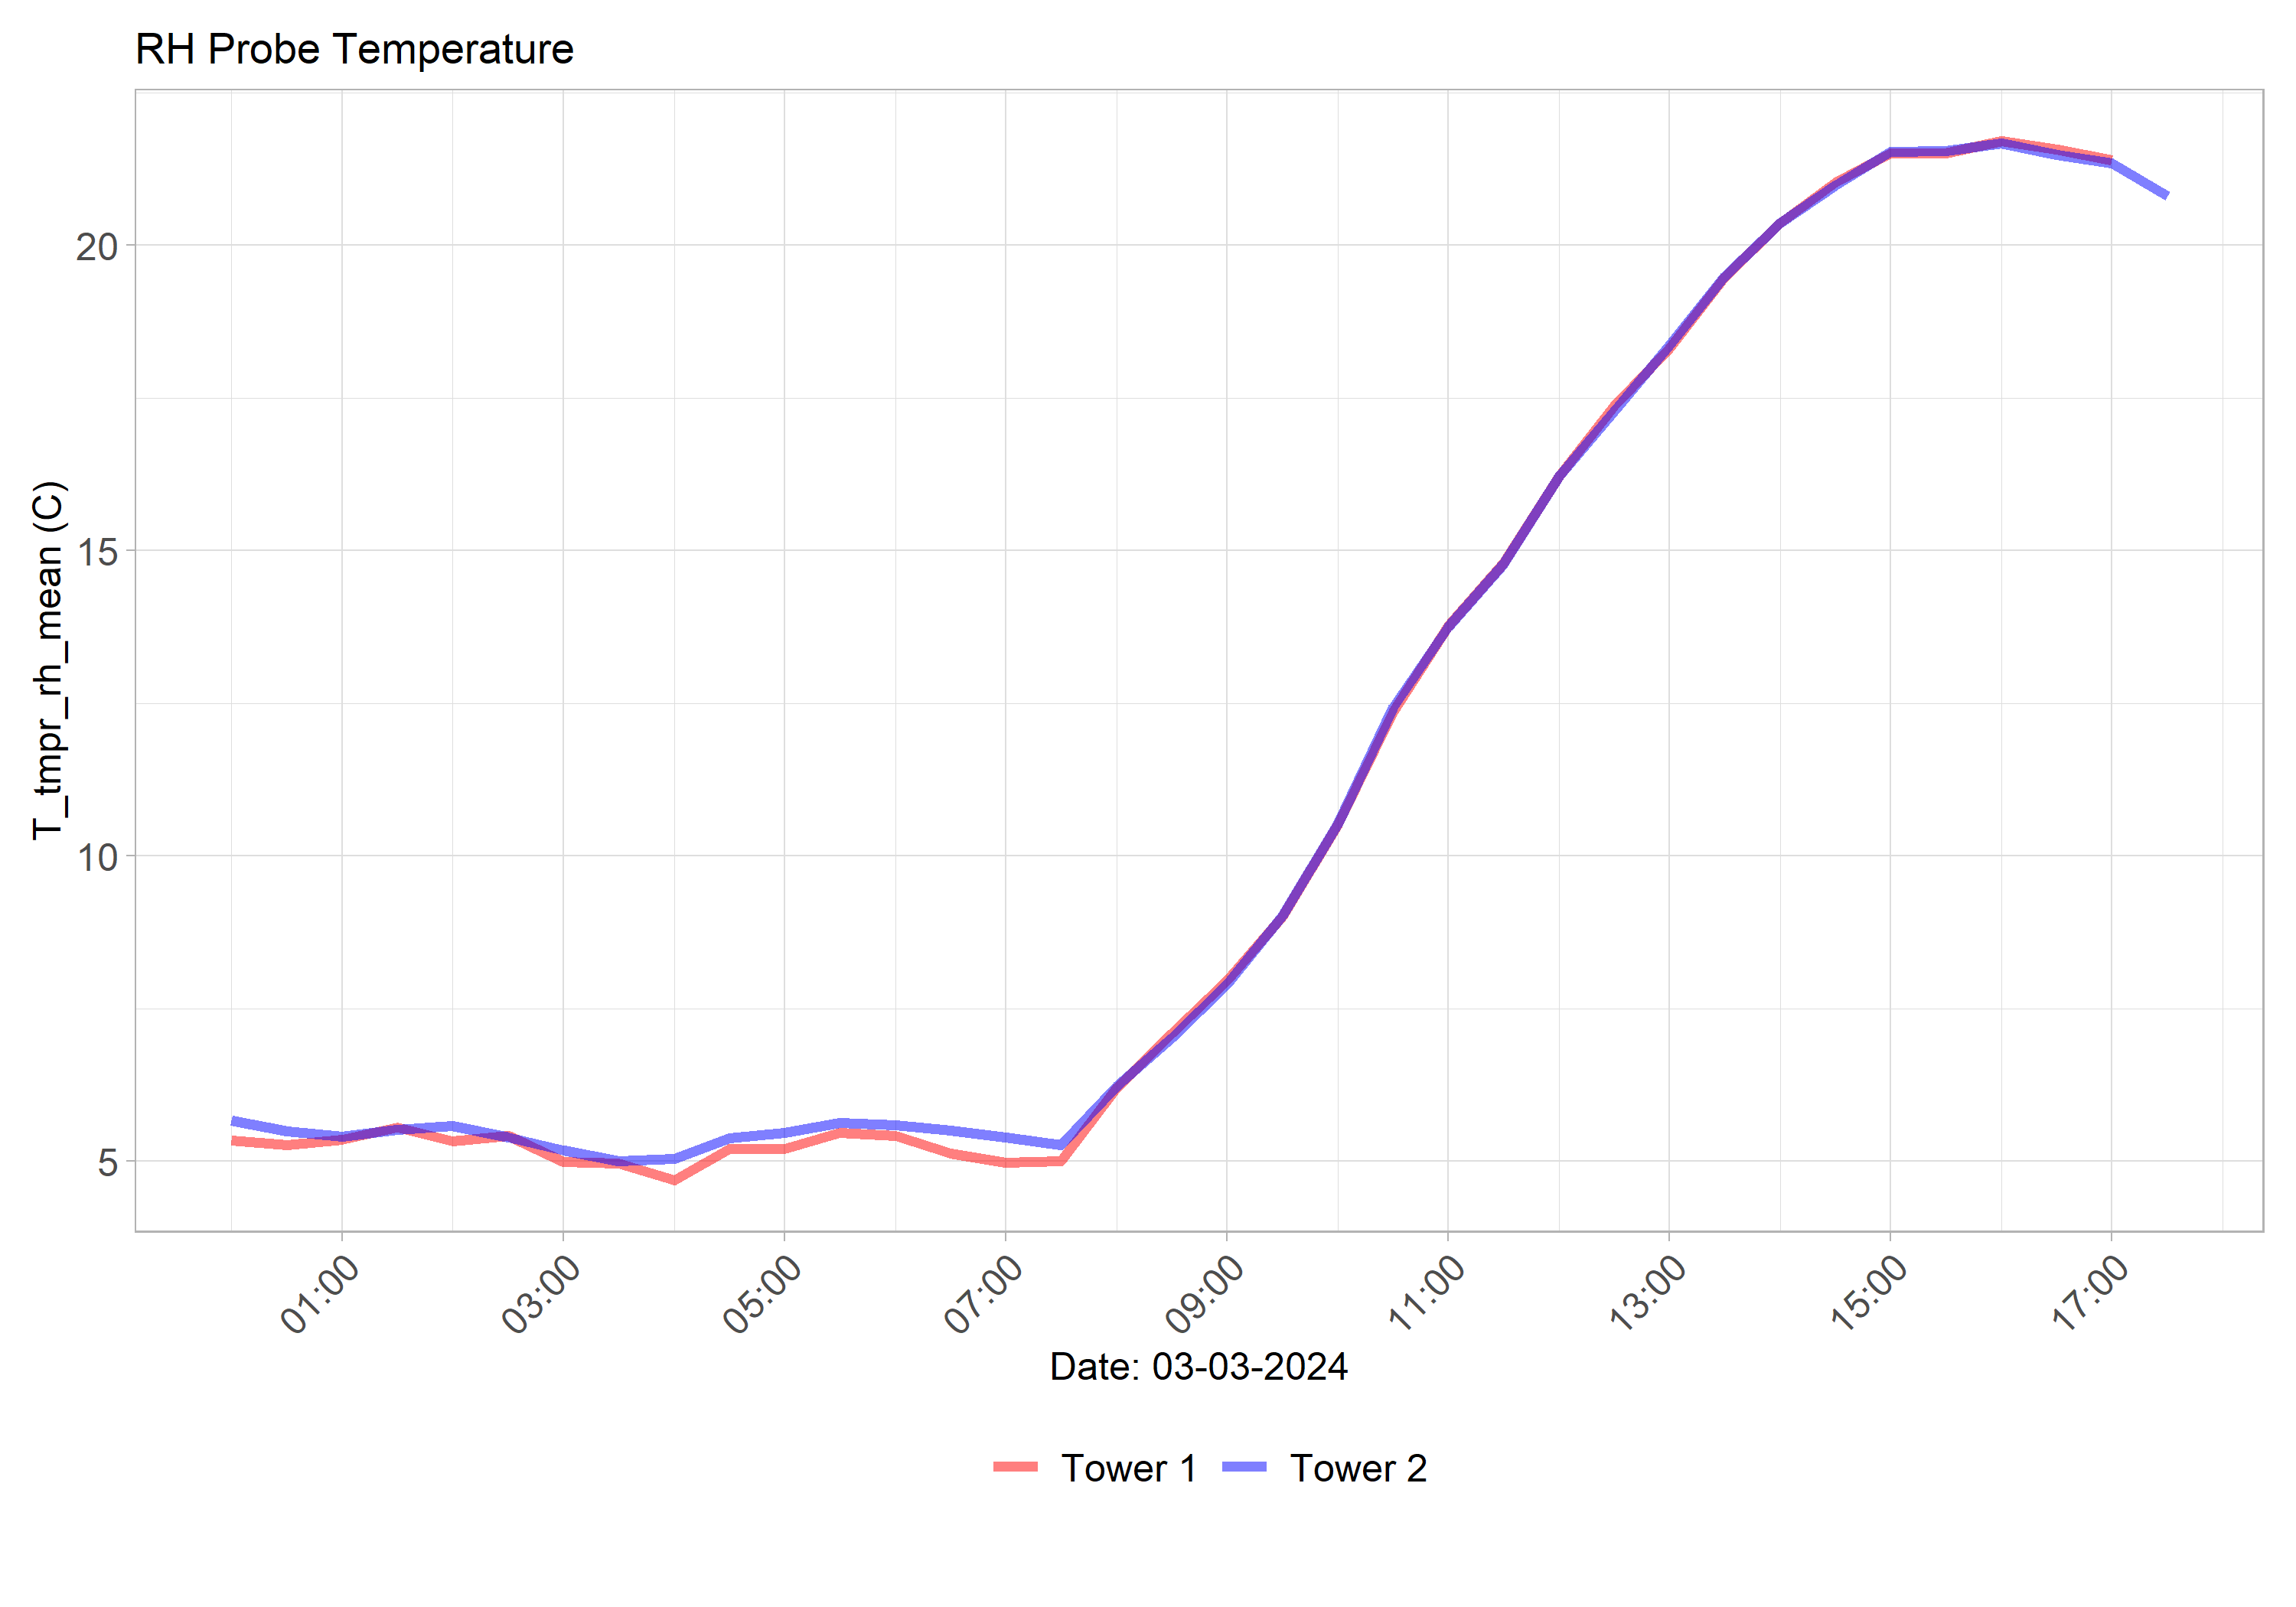 RH Probe Temperature
T_tmpr_rh_mean (C)
20
15
10
5
01:00 03:00 05:00 07:00 09:00 11:00 13:00 15:00 17:00
Date: 03-03-2024
Tower 1 Tower 2